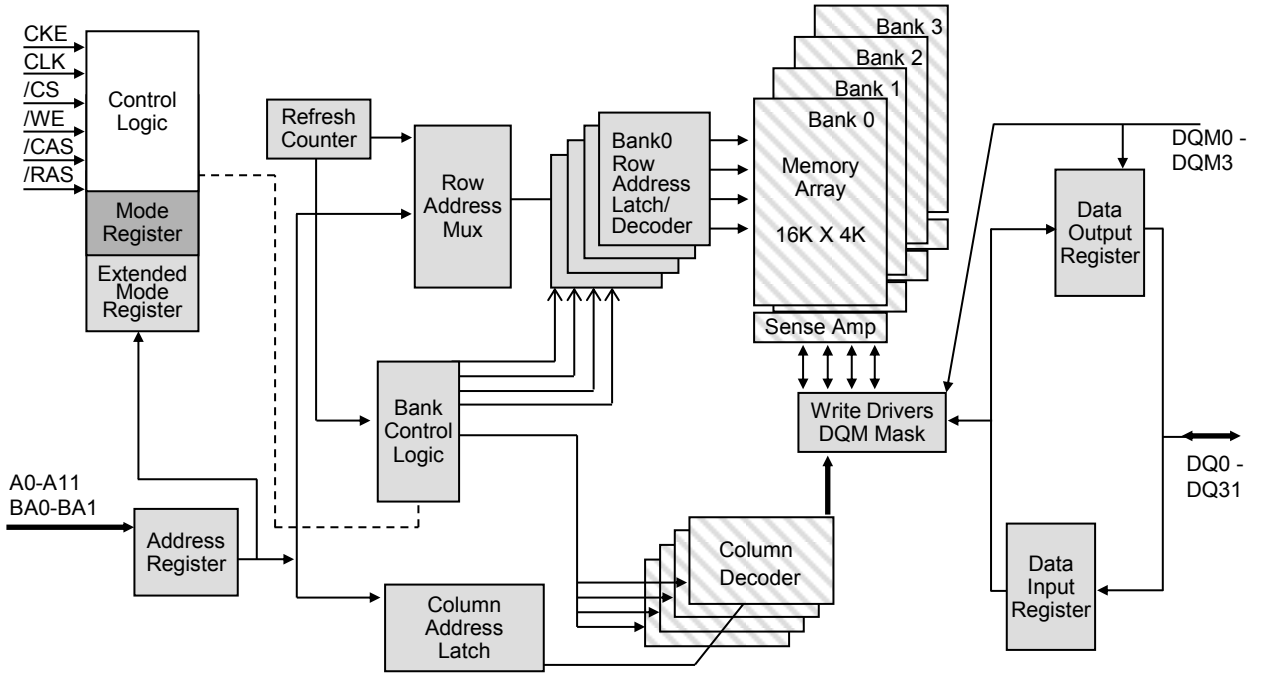 CKE
CLK
/CS
/WE
/CAS
/RAS
Control
Logic
Mode
Register
Extended
Mode
Register
Refresh
Counter
Row
Address
Mux
Bank0
Row
Address
Latch/
Decoder
Bank 3
Bank 2
Bank 1
Bank 0
Memory
Array
16K X 4K
Sense Amp
DQM0 -
DQM3
Data
Output
Register
Bank
Control
Logic
Write Drivers
DQM Mask
DQ0 -
DQ31
A0-A11
BA0-BA1
Address
Register
Column
Address
Latch
Column
Decoder
Data
Input
Register